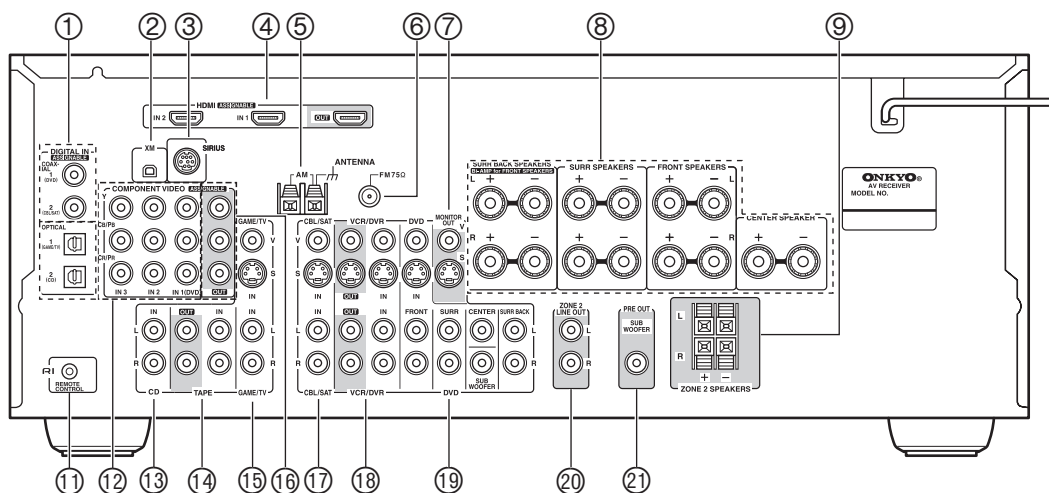 ① ② ③ ④ ⑤ ⑥ ⑦ ⑧ ⑨
HDMI ASSIGNABLE
IN 2 IN 1 OUT
XM
SIRIUS
DIGITAL IN
ASSIGNABLE
COAX-
IAL
1
(DVD)
2
(CBL/SAT)
OPTICAL
1
(GAME/TV)
2
(CD)
COMPONENT VIDEO ASSIGNABLE
Y
CB/PB
CR/PR
IN 3 IN 2 IN 1(DVD) OUT
ANTENNA
AM
FM 75Ω
GAME/TV
V
S
IN
CBL/SAT VCR/DVR DVD MONITOR
OUT
V V
S S
IN OUT IN IN
SURR BACK SPEAKERS
Bi-AMP for FRONT SPEAKERS
SURR SPEAKERS
FRONT SPEAKERS
L + − + − + − L
CENTER SPEAKER
R + − + − + − R + −
ONKYO®
AV RECEIVER
MODEL NO.
IN OUT IN IN
L L
R R
CD TAPE GAME/TV
IN OUT IN FRONT SURR CENTER SURR BACK
L L
R R
SUB
WOOFER
CBL/SAT VCR/DVR DVD
ZONE 2
LINE OUT
L
R
PRE OUT
SUB
WOOFER
L
R
+ −
ZONE 2 SPEAKERS
RI
REMOTE
CONTROL
⑪ ⑫ ⑬ ⑭ ⑮ ⑯ ⑰ ⑱ ⑲ ⑳ ㉑